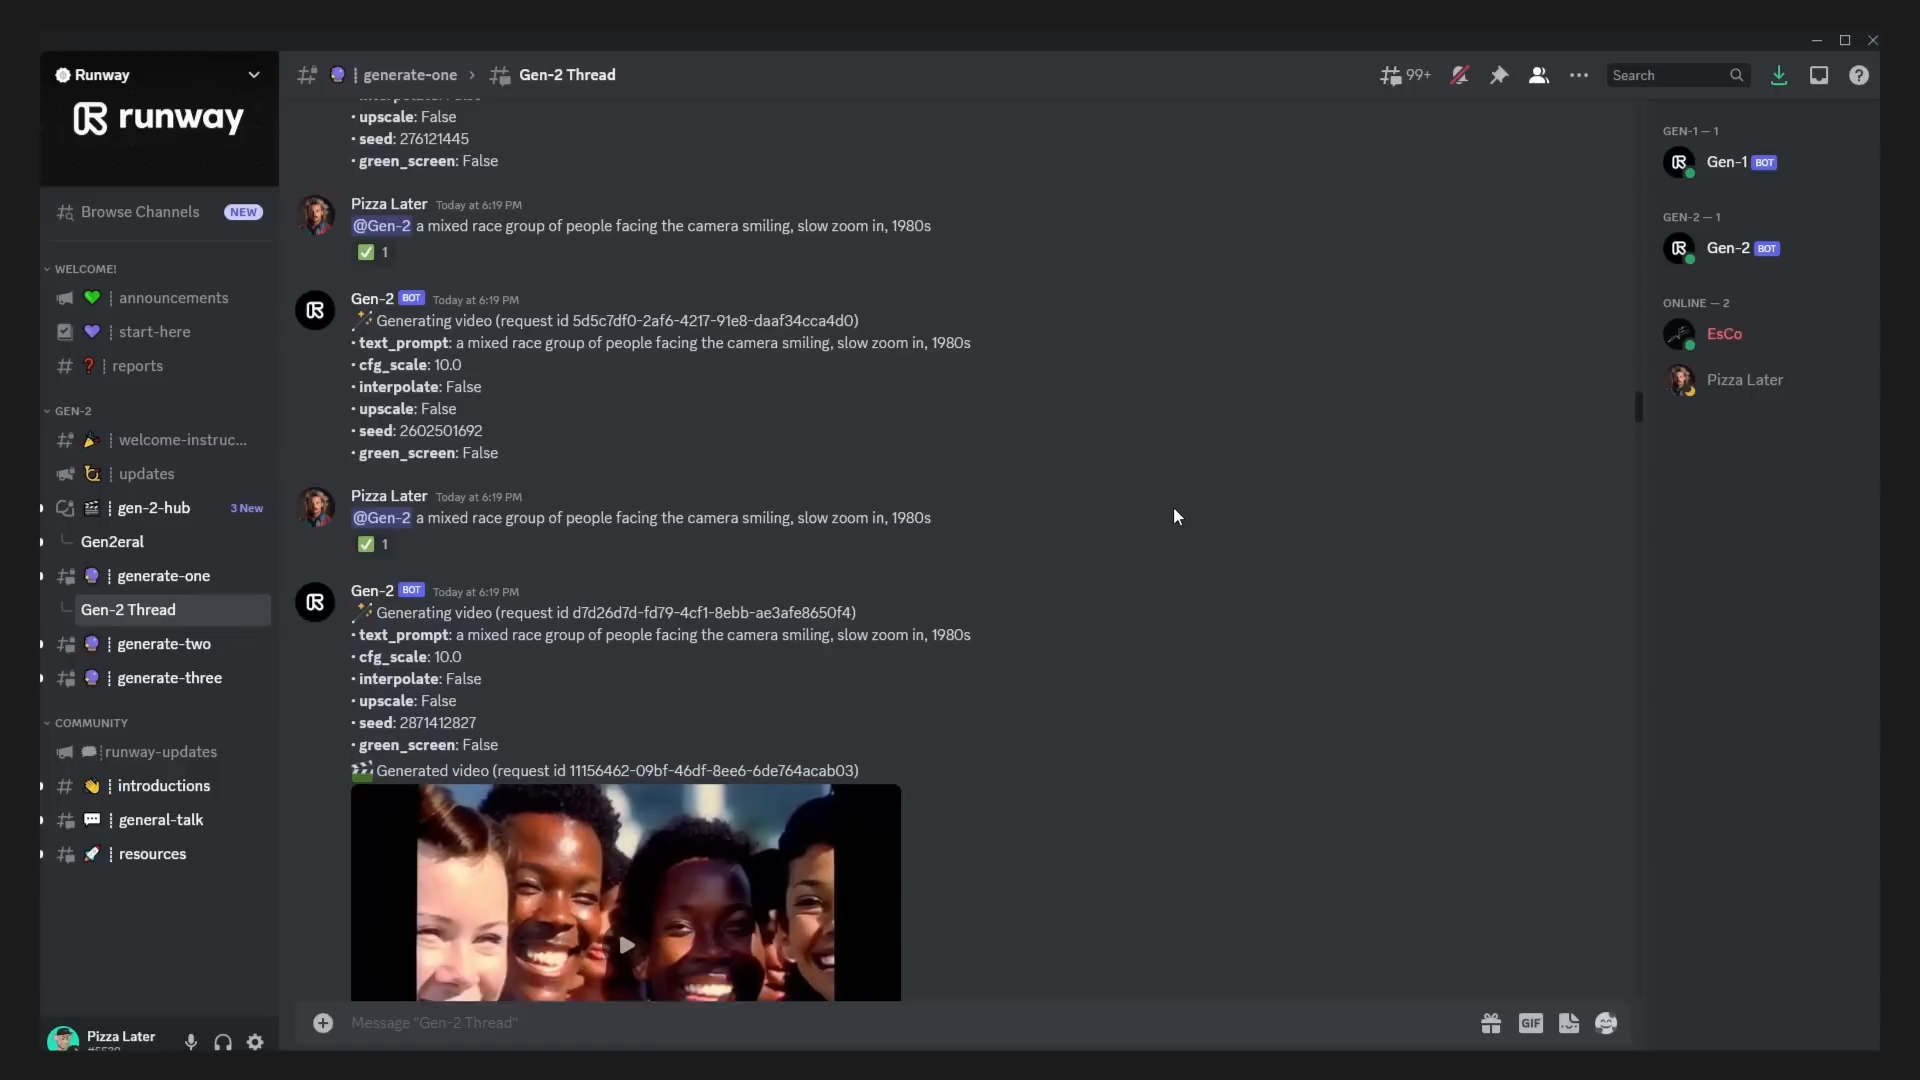 Runway
runway
Browse Channels NEW
WELCOME!
announcements
start-here
reports
GEN-2
welcome-instruc...
updates
gen-2-hub 3 New
Gen2eral
generate-one
Gen-2 Thread
generate-two
generate-three
COMMUNITY
runway-updates
introductions
general-talk
resources
Pizza Later
generate-one > Gen-2 Thread
99+
Search
• upscale: False
• seed: 276121445
• green_screen: False
Pizza Later Today at 6:19 PM
@Gen-2 a mixed race group of people facing the camera smiling, slow zoom in, 1980s
1
Gen-2 BOT Today at 6:19 PM
Generating video (request id 5d5c7df0-2af6-4217-91e8-daaf34cca4d0)
• text_prompt: a mixed race group of people facing the camera smiling, slow zoom in, 1980s
• cfg_scale: 10.0
• interpolate: False
• upscale: False
• seed: 2602501692
• green_screen: False
Pizza Later Today at 6:19 PM
@Gen-2 a mixed race group of people facing the camera smiling, slow zoom in, 1980s
1
Gen-2 BOT Today at 6:19 PM
Generating video (request id d7d26d7d-fd79-4cf1-8ebb-ae3afe8650f4)
• text_prompt: a mixed race group of people facing the camera smiling, slow zoom in, 1980s
• cfg_scale: 10.0
• interpolate: False
• upscale: False
• seed: 2871412827
• green_screen: False
Generated video (request id 11156462-09bf-46df-8ee6-6de764acab03)
Message "Gen-2 Thread"
GIF
GEN-1 — 1
Gen-1 BOT
GEN-2 — 1
Gen-2 BOT
ONLINE — 2
EsCo
Pizza Later